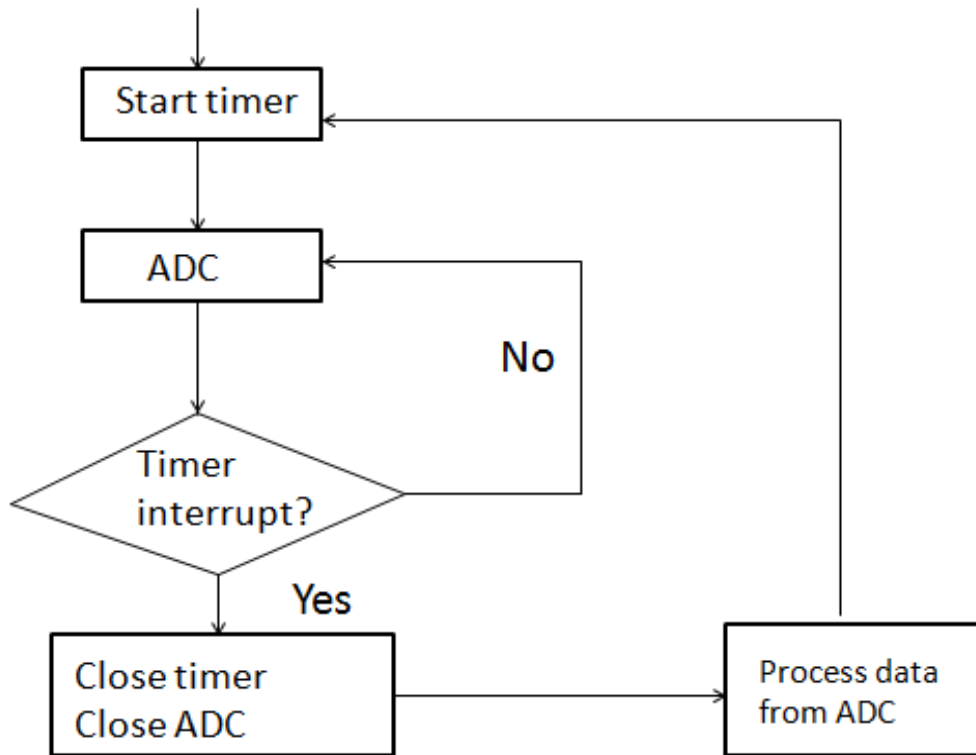 Start timer
ADC
No
Timer
interrupt?
Yes
Close timer
Close ADC
Process data
from ADC